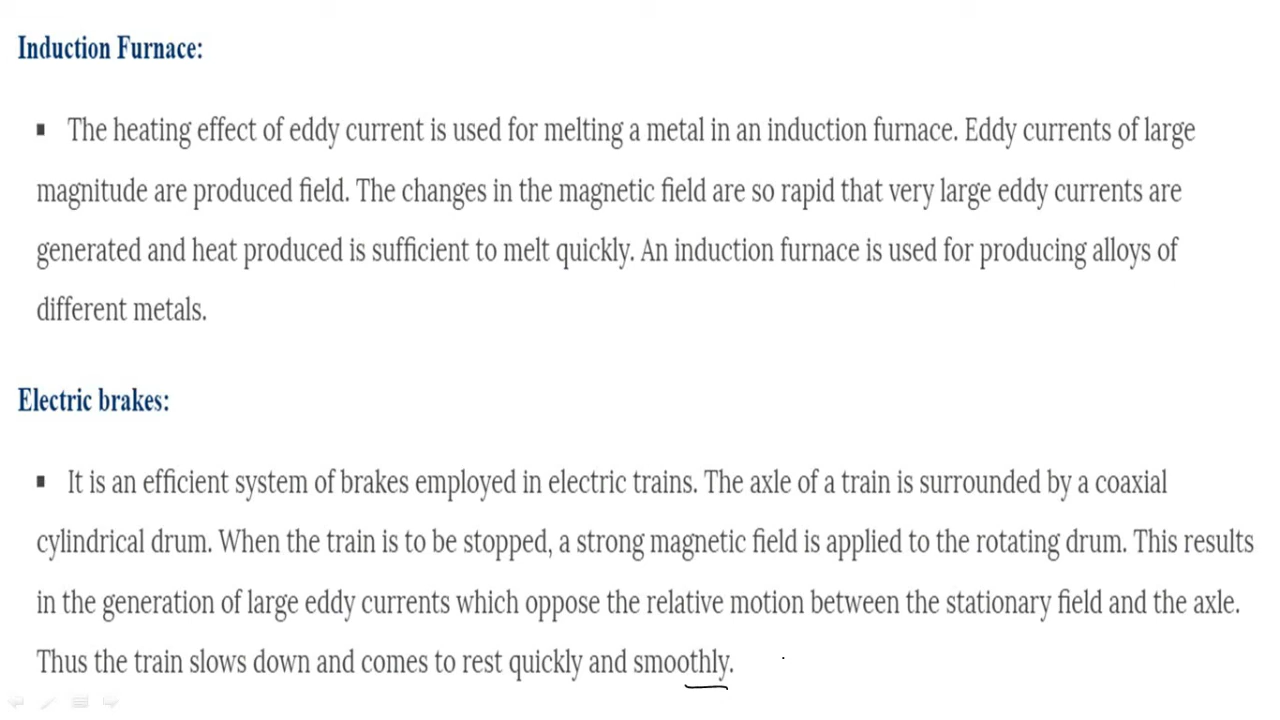 Induction Furnace:
▪ The heating effect of eddy current is used for melting a metal in an induction furnace. Eddy currents of large
magnitude are produced field. The changes in the magnetic field are so rapid that very large eddy currents are
generated and heat produced is sufficient to melt quickly. An induction furnace is used for producing alloys of
different metals.
Electric brakes:
▪ It is an efficient system of brakes employed in electric trains. The axle of a train is surrounded by a coaxial
cylindrical drum. When the train is to be stopped, a strong magnetic field is applied to the rotating drum. This results
in the generation of large eddy currents which oppose the relative motion between the stationary field and the axle.
Thus the train slows down and comes to rest quickly and smoothly.